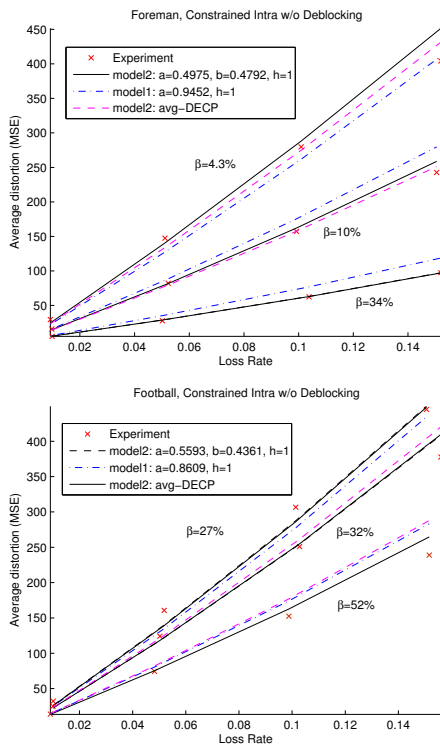 Foreman, Constrained Intra w/o Deblocking
450
400
350
300
250
200
150
100
50
Average distortion (MSE)
Experiment
model2: a=0.4975, b=0.4792, h=1
model1: a=0.9452, h=1
model2: avg-DECP
β=4.3%
β=10%
β=34%
0.02 0.04 0.06 0.08 0.1 0.12 0.14
Loss Rate
Football, Constrained Intra w/o Deblocking
400
350
300
250
200
150
100
50
Average distortion (MSE)
Experiment
model2: a=0.5593, b=0.4361, h=1
model1: a=0.8609, h=1
model2: avg-DECP
β=27%
β=32%
β=52%
0.02 0.04 0.06 0.08 0.1 0.12 0.14
Loss Rate